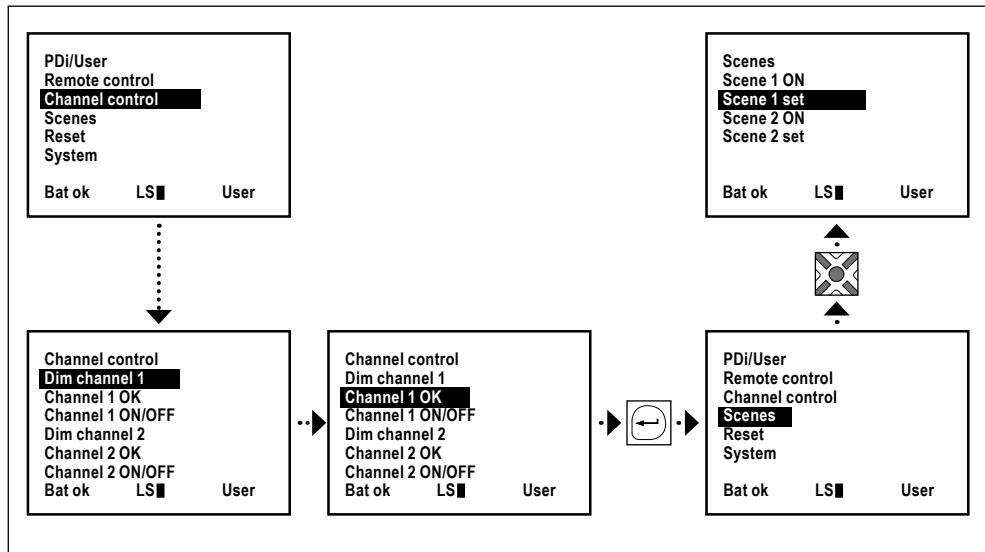 PDi/User
Remote control
Channel control
Scenes
Reset
System
Bat ok LS User
Scenes
Scene 1 ON
Scene 1 set
Scene 2 ON
Scene 2 set
Bat ok LS User
Channel control
Dim channel 1
Channel 1 OK
Channel 1 ON/OFF
Dim channel 2
Channel 2 OK
Channel 2 ON/OFF
Bat ok LS User
Channel control
Dim channel 1
Channel 1 OK
Channel 1 ON/OFF
Dim channel 2
Channel 2 OK
Channel 2 ON/OFF
Bat ok LS User
PDi/User
Remote control
Channel control
Scenes
Reset
System
Bat ok LS User